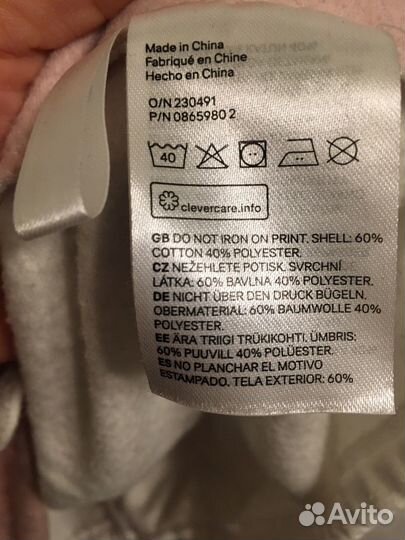 Made in China
Fabriqué en Chine
Hecho en China
O/N 230491
P/N 0865980 2
40
clevercare.info
GB DO NOT IRON ON PRINT. SHELL: 60%
COTTON 40% POLYESTER.
CZ NEŽEHLETE POTISK. SVRCHNÍ
LÁTKA: 60% BAVLNA 40% POLYESTER.
DE NICHT ÜBER DEN DRUCK BÜGELN.
OBERMATERIAL: 60% BAUMWOLLE 40%
POLYESTER.
EE ÄRA TRIIGI TRÜKIKOHTI. ÜMBRIS:
60% PUUVILL 40% POLÜESTER.
ES NO PLANCHAR EL MOTIVO
ESTAMPADO. TELA EXTERIOR: 60%
Avito